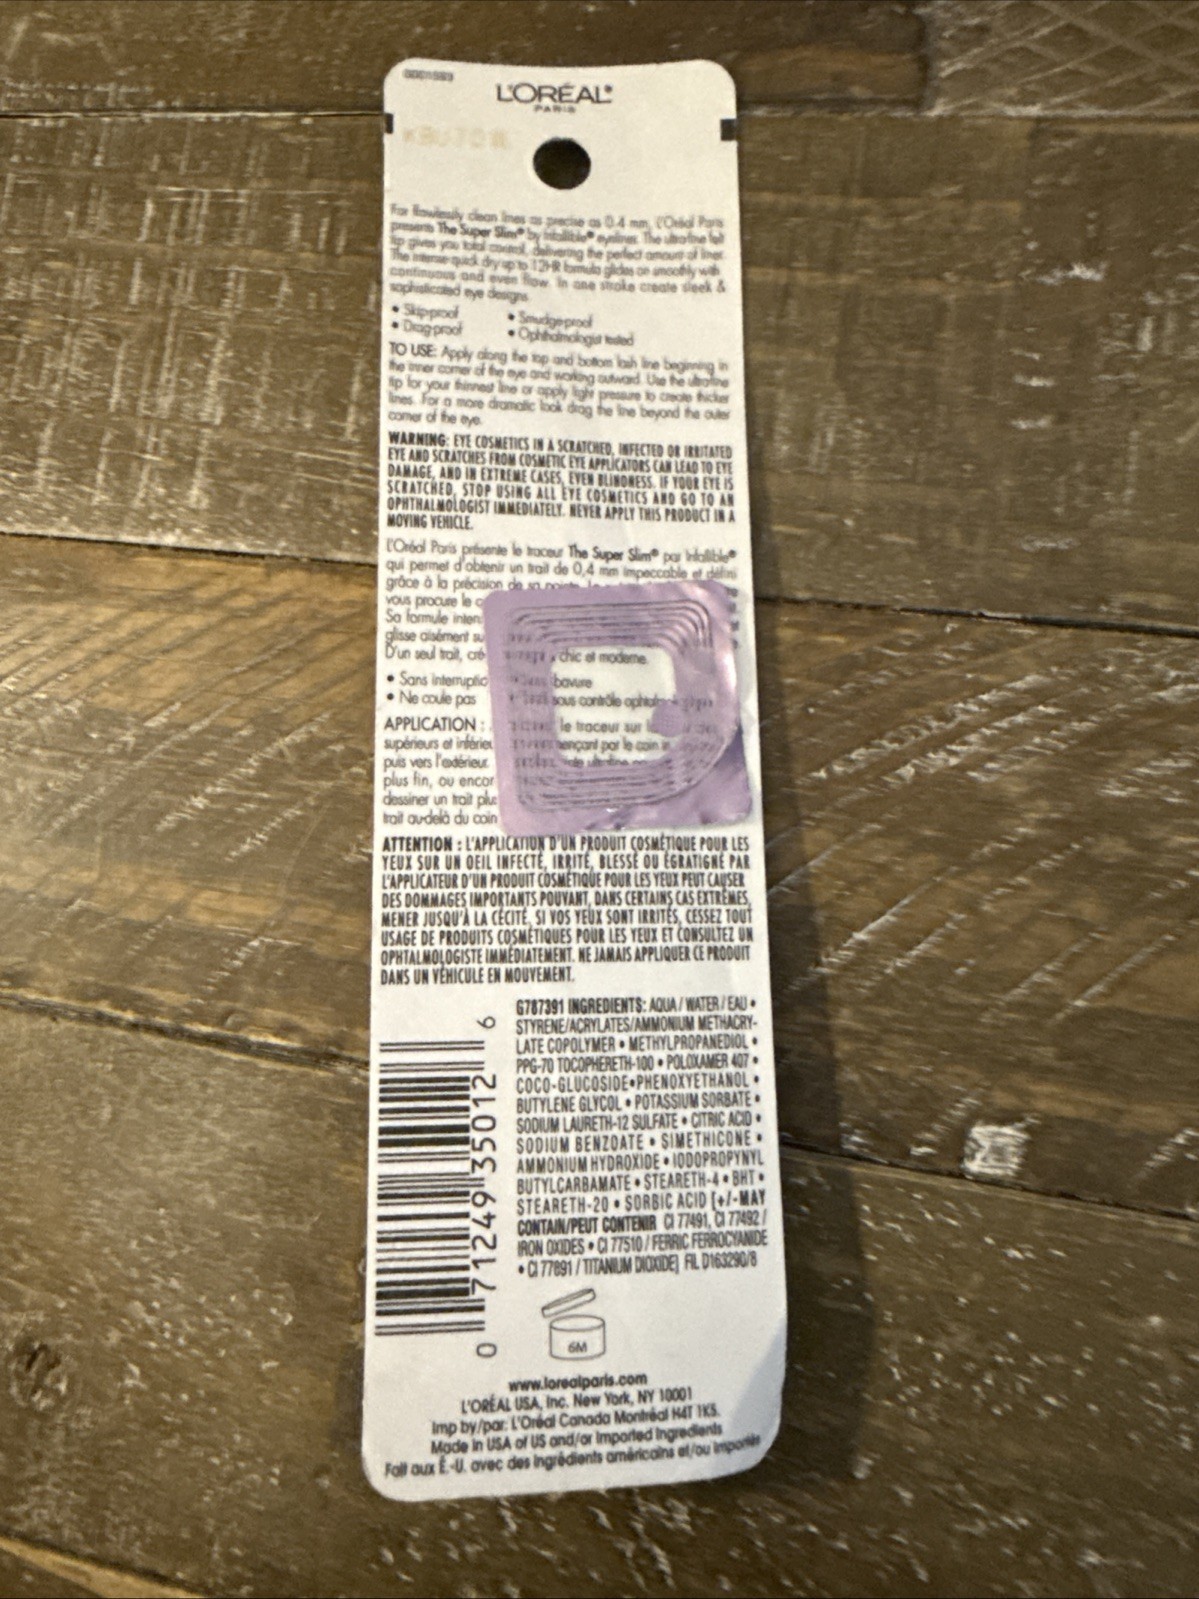 L'ORÉAL®
PARIS
For flawlessly clean lines as precise as 0.4 mm, L'Oréal Paris
presents The Super Slim® by Infallible® eyeliner. The ultra-fine felt
tip gives you total control, delivering the perfect amount of liner.
The intense quick dry up to 12HR formula glides on smoothly with
continuous and even flow. In one stroke create sleek &
sophisticated eye designs.
• Skip-proof • Smudge-proof
• Drag-proof • Ophthalmologist tested
TO USE: Apply along the top and bottom lash line beginning in
the inner corner of the eye and working outward. Use the ultra-fine
tip for your thinnest line or apply light pressure to create thicker
lines. For a more dramatic look drag the line beyond the outer
corner of the eye.
WARNING: EYE COSMETICS IN A SCRATCHED, INFECTED OR IRRITATED
EYE AND SCRATCHES FROM COSMETIC EYE APPLICATORS CAN LEAD TO EYE
DAMAGE, AND IN EXTREME CASES, EVEN BLINDNESS. IF YOUR EYE IS
SCRATCHED, STOP USING ALL EYE COSMETICS AND GO TO AN
OPHTHALMOLOGIST IMMEDIATELY. NEVER APPLY THIS PRODUCT IN A
MOVING VEHICLE.
L'Oréal Paris présente le traceur The Super Slim® par Infallible®
qui permet d'obtenir un trait de 0,4 mm impeccable et défini
grâce à la précision de sa pointe.
vous procure le
Sa formule
glisse aisément
D'un seul trait, chic et moderne.
• Sans bavure
• Ne coule pas sous contrôle
APPLICATION : le traceur sur
supérieurs et par le coin
puis vers l'extérieur.
plus fin, ou
dessiner un trait
trait au-delà du coin
ATTENTION : L'APPLICATION D'UN PRODUIT COSMÉTIQUE POUR LES
YEUX SUR UN OEIL INFECTÉ, IRRITÉ, BLESSÉ OU ÉGRATIGNÉ PAR
L'APPLICATEUR D'UN PRODUIT COSMÉTIQUE POUR LES YEUX PEUT CAUSER
DES DOMMAGES IMPORTANTS POUVANT, DANS CERTAINS CAS EXTRÊMES,
MENER JUSQU'À LA CÉCITÉ. SI VOS YEUX SONT IRRITÉS, CESSEZ TOUT
USAGE DE PRODUITS COSMÉTIQUES POUR LES YEUX ET CONSULTEZ UN
OPHTALMOLOGISTE IMMÉDIATEMENT. NE JAMAIS APPLIQUER CE PRODUIT
DANS UN VÉHICULE EN MOUVEMENT.
G787391 INGREDIENTS: AQUA / WATER / EAU •
STYRENE/ACRYLATES/AMMONIUM METHACRY-
LATE COPOLYMER • METHYLPROPANEDIOL •
PPG-70 TOCOPHERETH-100 • POLOXAMER 407 •
COCO-GLUCOSIDE • PHENOXYETHANOL •
BUTYLENE GLYCOL • POTASSIUM SORBATE •
SODIUM LAURETH-12 SULFATE • CITRIC ACID •
SODIUM BENZOATE • SIMETHICONE •
AMMONIUM HYDROXIDE • IODOPROPYNYL
BUTYLCARBAMATE • STEARETH-4 • BHT •
STEARETH-20 • SORBIC ACID [+/-MAY
CONTAIN/PEUT CONTENIR CI 77491, CI 77492 /
IRON OXIDES • CI 77510 / FERRIC FERROCYANIDE
• CI 77891 / TITANIUM DIOXIDE] FIL D163290/8
0 71249 35012 6
6M
www.lorealparis.com
L'ORÉAL USA, Inc. New York, NY 10001
Imp by/par: L'Oréal Canada Montréal H4T 1K5.
Made in USA of US and/or Imported Ingredients
Fait aux É.-U. avec des ingrédients américains et/ou importés